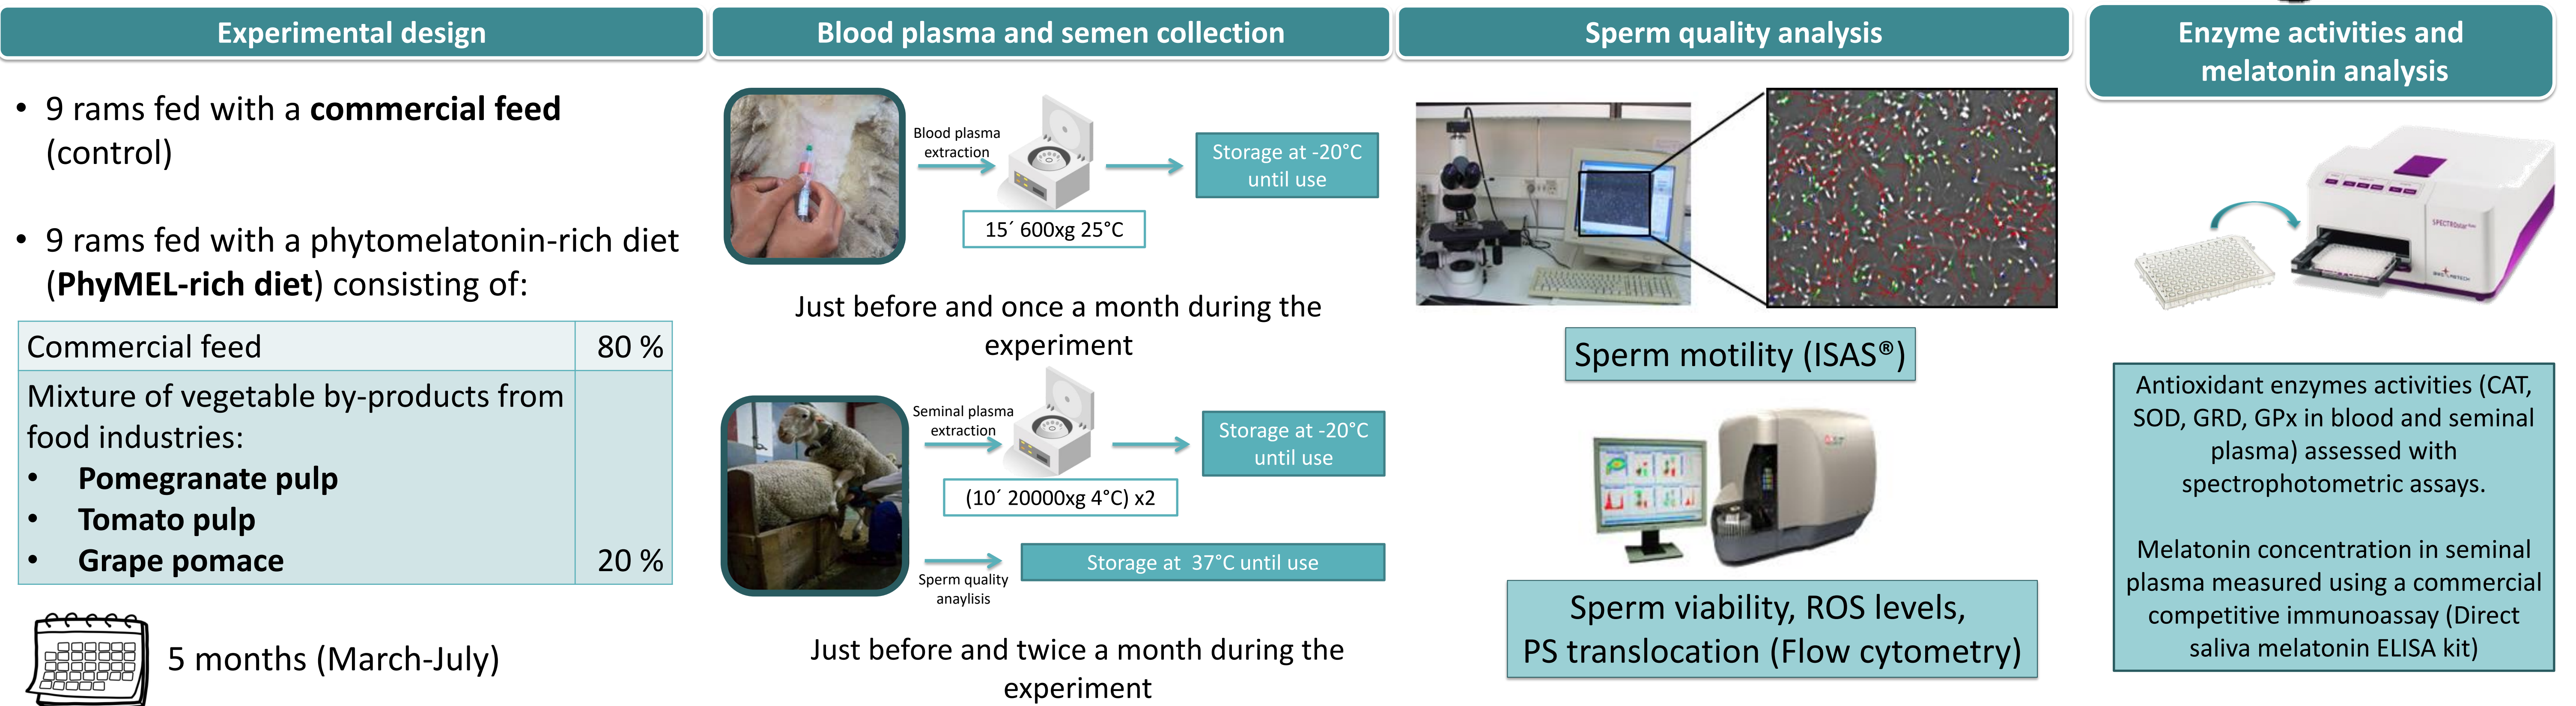 Experimental design
• 9 rams fed with a commercial feed
(control)
• 9 rams fed with a phytomelatonin-rich diet
(PhyMEL-rich diet) consisting of:
Commercial feed 80 %
Mixture of vegetable by-products from
food industries:
• Pomegranate pulp
• Tomato pulp
• Grape pomace 20 %
5 months (March-July)
Blood plasma and semen collection
Blood plasma
extraction
15´ 600xg 25°C
Storage at -20°C
until use
Just before and once a month during the
experiment
Seminal plasma
extraction
(10´ 20000xg 4°C) x2
Storage at -20°C
until use
Sperm quality
anaylisis
Storage at  37°C until use
Just before and twice a month during the
experiment
Sperm quality analysis
Sperm motility (ISAS®)
Sperm viability, ROS levels,
PS translocation (Flow cytometry)
Enzyme activities and
melatonin analysis
SPECTROstar
Antioxidant enzymes activities (CAT,
SOD, GRD, GPx in blood and seminal
plasma) assessed with
spectrophotometric assays.
Melatonin concentration in seminal
plasma measured using a commercial
competitive immunoassay (Direct
saliva melatonin ELISA kit)